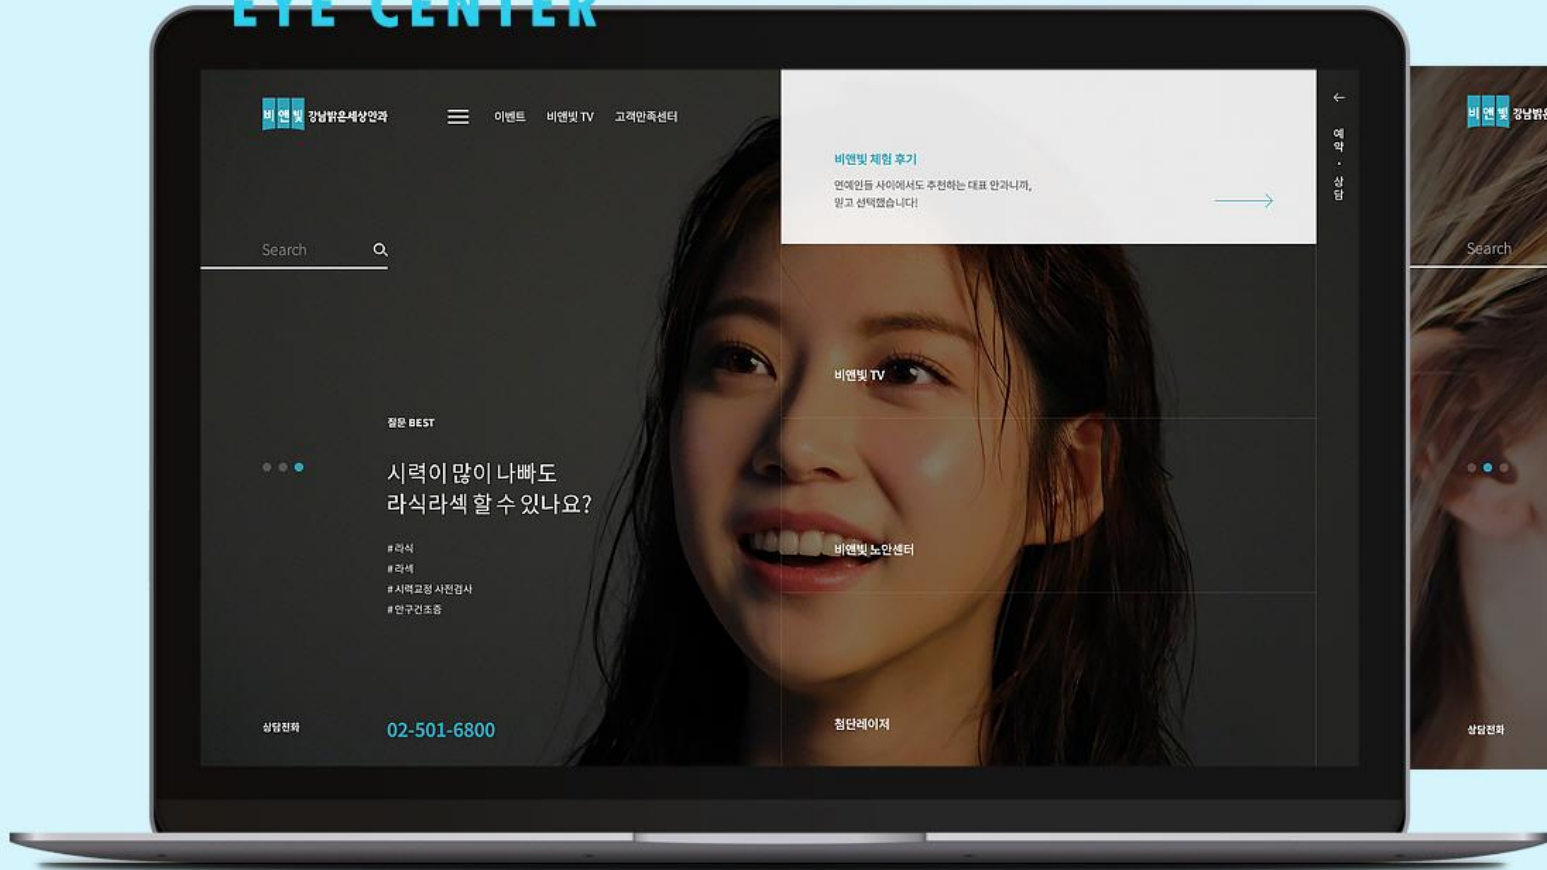 EYE CENTER
비앤빛 강남밝은세상안과
이벤트 비앤빛 TV 고객만족센터
Search
질문 BEST
시력이 많이 나빠도
라식라섹 할 수 있나요?
# 라식
# 라섹
# 시력교정 사전검사
# 안구건조증
상담전화 02-501-6800
비앤빛 체험 후기
연예인들 사이에서도 추천하는 대표 안과니까,
믿고 선택했습니다!
비앤빛 TV
비앤빛 노안센터
첨단레이저
예약 · 상담
비앤빛 강남밝은
Search
상담전화